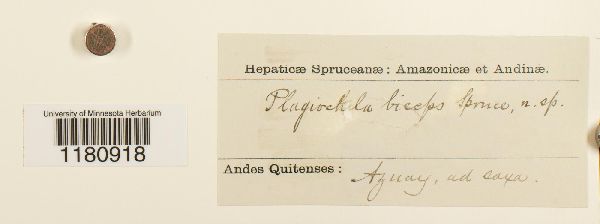 Hepaticæ Spruceanæ: Amazonicæ et Andinæ.
Plagiochila biceps Spruce, n. sp.
University of Minnesota Herbarium
1180918
Andes Quitenses:
Azuay, ad saxa.